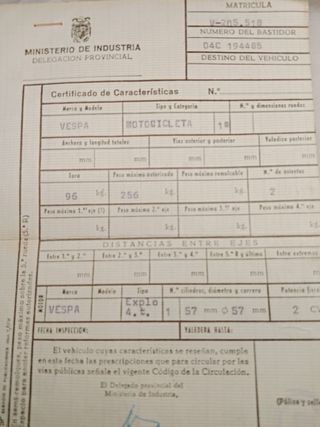 MATRICULA
V-205.518
NUMERO DEL BASTIDOR
04C 194485
DESTINO DEL VEHICULO
MINISTERIO DE INDUSTRIA
DELEGACION PROVINCIAL
Certificado de Características N.º
Marca y Modelo Tipo y Categoría N.º y dimensiones ruedas
VESPA MOTOCICLETA
Anchura y longitud totales Vías anterior y posterior Voladizo posterior
mm mm mm
Tara Peso máximo autorizado Peso máximo remolcable N.º de asientos
96 kg. 256 kg. kg. 2
Peso máximo 1.er eje (1) Peso máximo 2.º eje Peso máximo 3.er eje Peso máximo 4.º eje
kg. kg. kg.
DISTANCIAS ENTRE EJES
Entre 1.º y 2.º Entre 2.º y 3.º Entre 3.º y 4.º Entre 5.º y último Entre extremos
mm mm mm mm
MOTOR
Marca Modelo Tipo N.º cilindros, diámetro y carrera Potencia fiscal
VESPA Explo 4.t. 1 57 mm Ø 57 mm 2 CV
FECHA INSPECCION: VALEDERA HASTA:
El vehículo cuyas características se reseñan, cumple
en esta fecha las prescripciones que para circular por las
vías públicas señale el vigente Código de la Circulación.
El Delegado provincial del
Ministerio de Industria,
(Firma y sello)